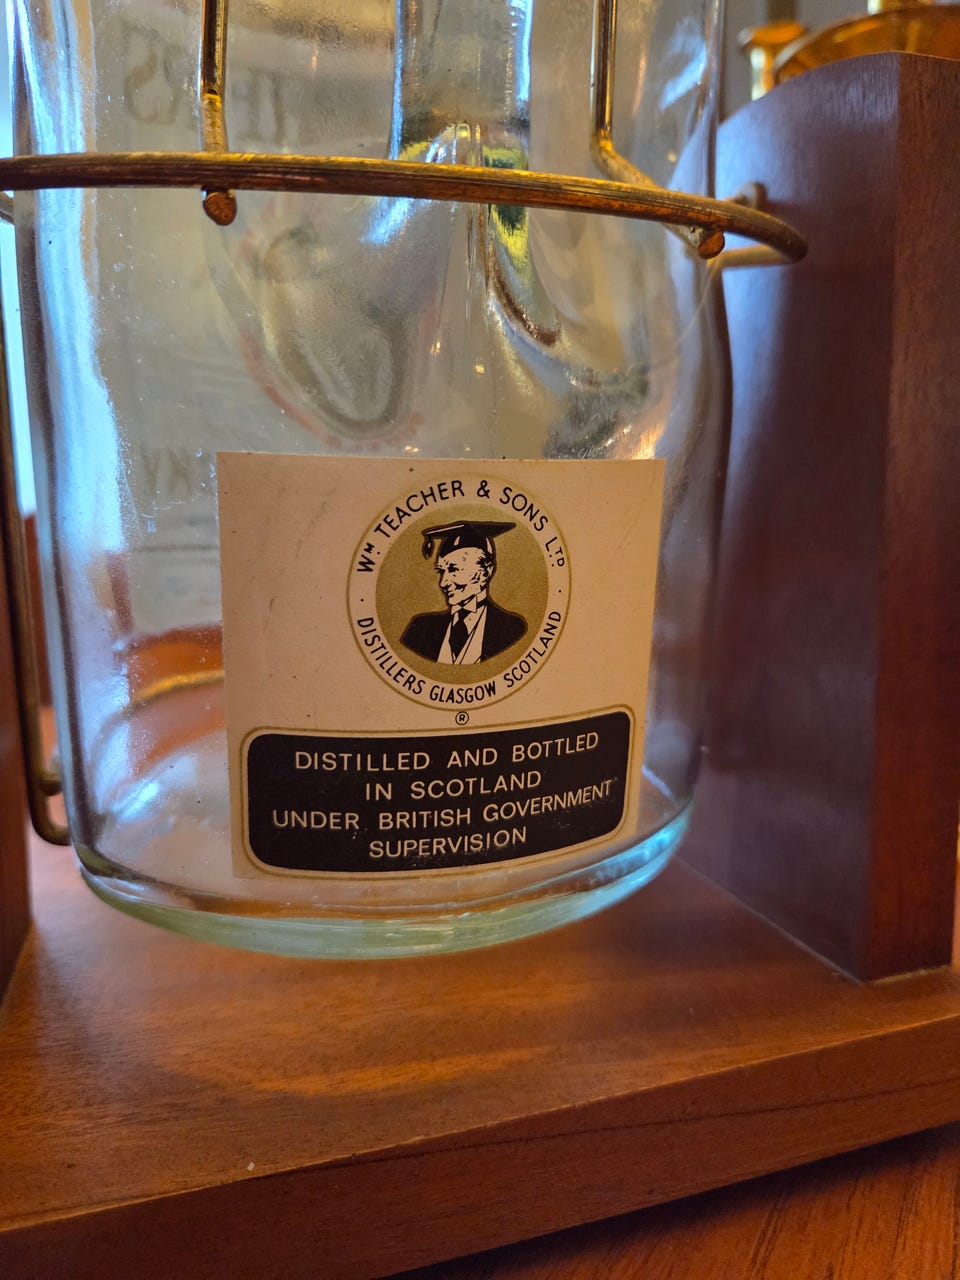 Wᴹ TEACHER & SONS Lᵀᴰ.
· DISTILLERS GLASGOW SCOTLAND ·
®
DISTILLED AND BOTTLED
IN SCOTLAND
UNDER BRITISH GOVERNMENT
SUPERVISION